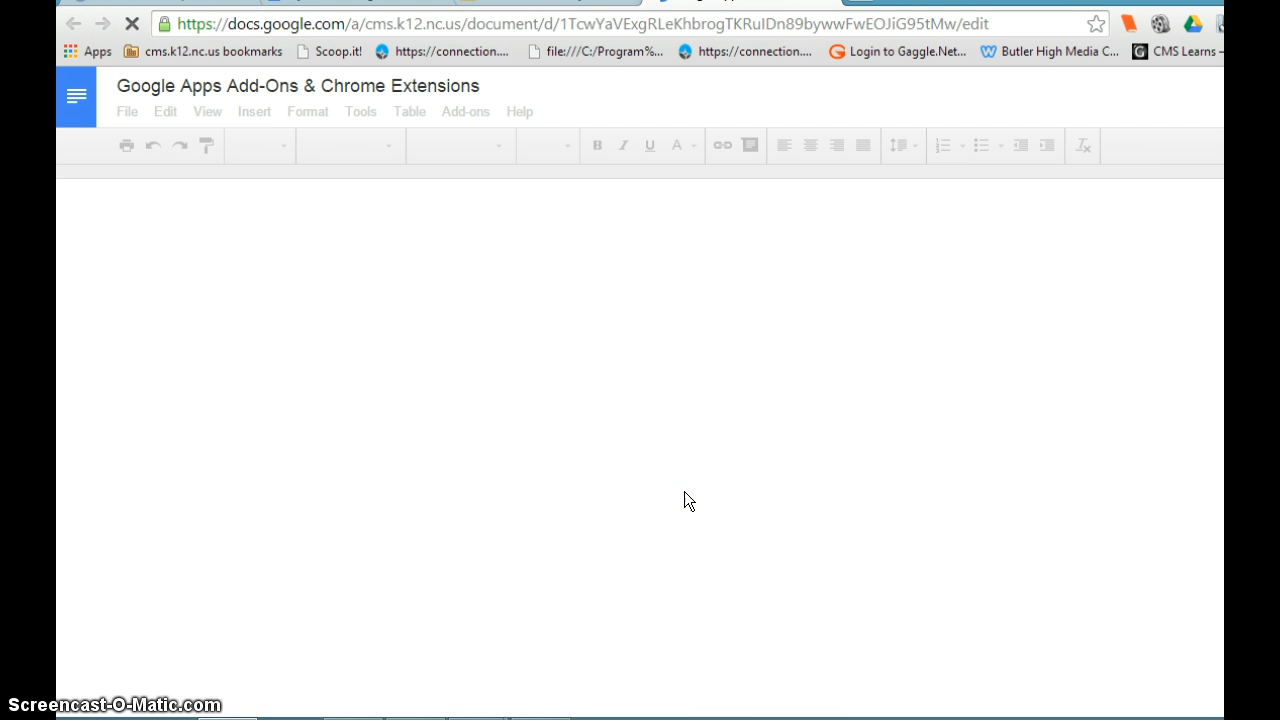 https://docs.google.com/a/cms.k12.nc.us/document/d/1TcwYaVExgRLeKhbrogTKRuIDn89bywwFwEOJiG95tMw/edit
Apps cms.k12.nc.us bookmarks Scoop.it! https://connection.... file:///C:/Program%... https://connection.... Login to Gaggle.Net... Butler High Media C... CMS Learns –
Google Apps Add-Ons & Chrome Extensions
File Edit View Insert Format Tools Table Add-ons Help
B I U A
Screencast-O-Matic.com